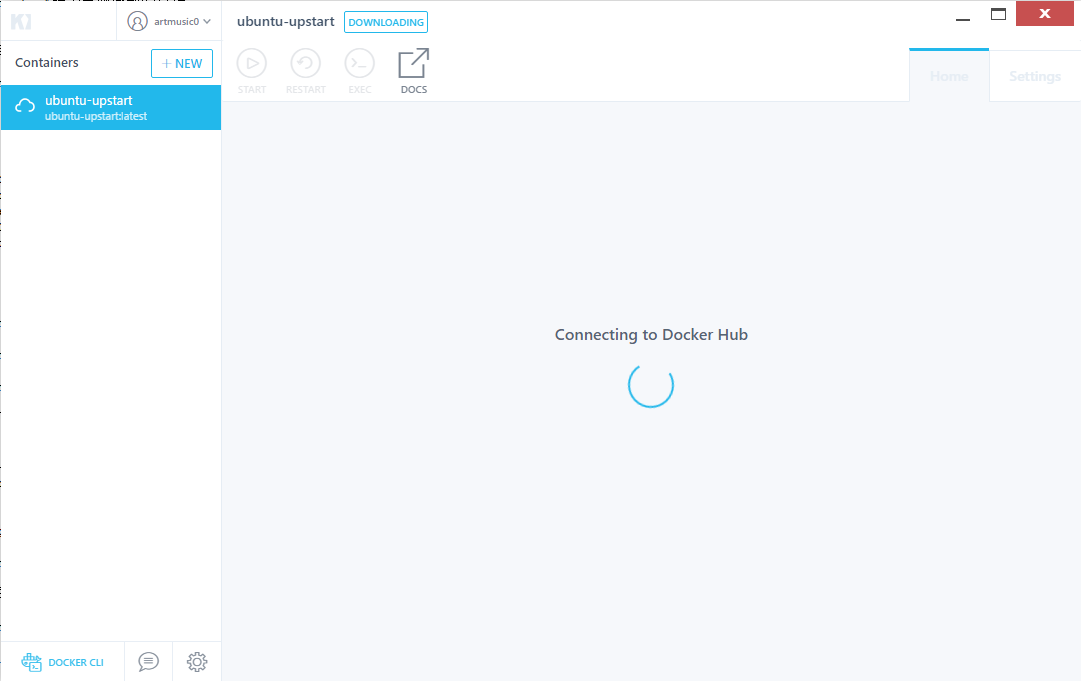 artmusic0
ubuntu-upstart DOWNLOADING
Containers
+ NEW
ubuntu-upstart
ubuntu-upstart:latest
START RESTART EXEC DOCS
Home Settings
Connecting to Docker Hub
DOCKER CLI